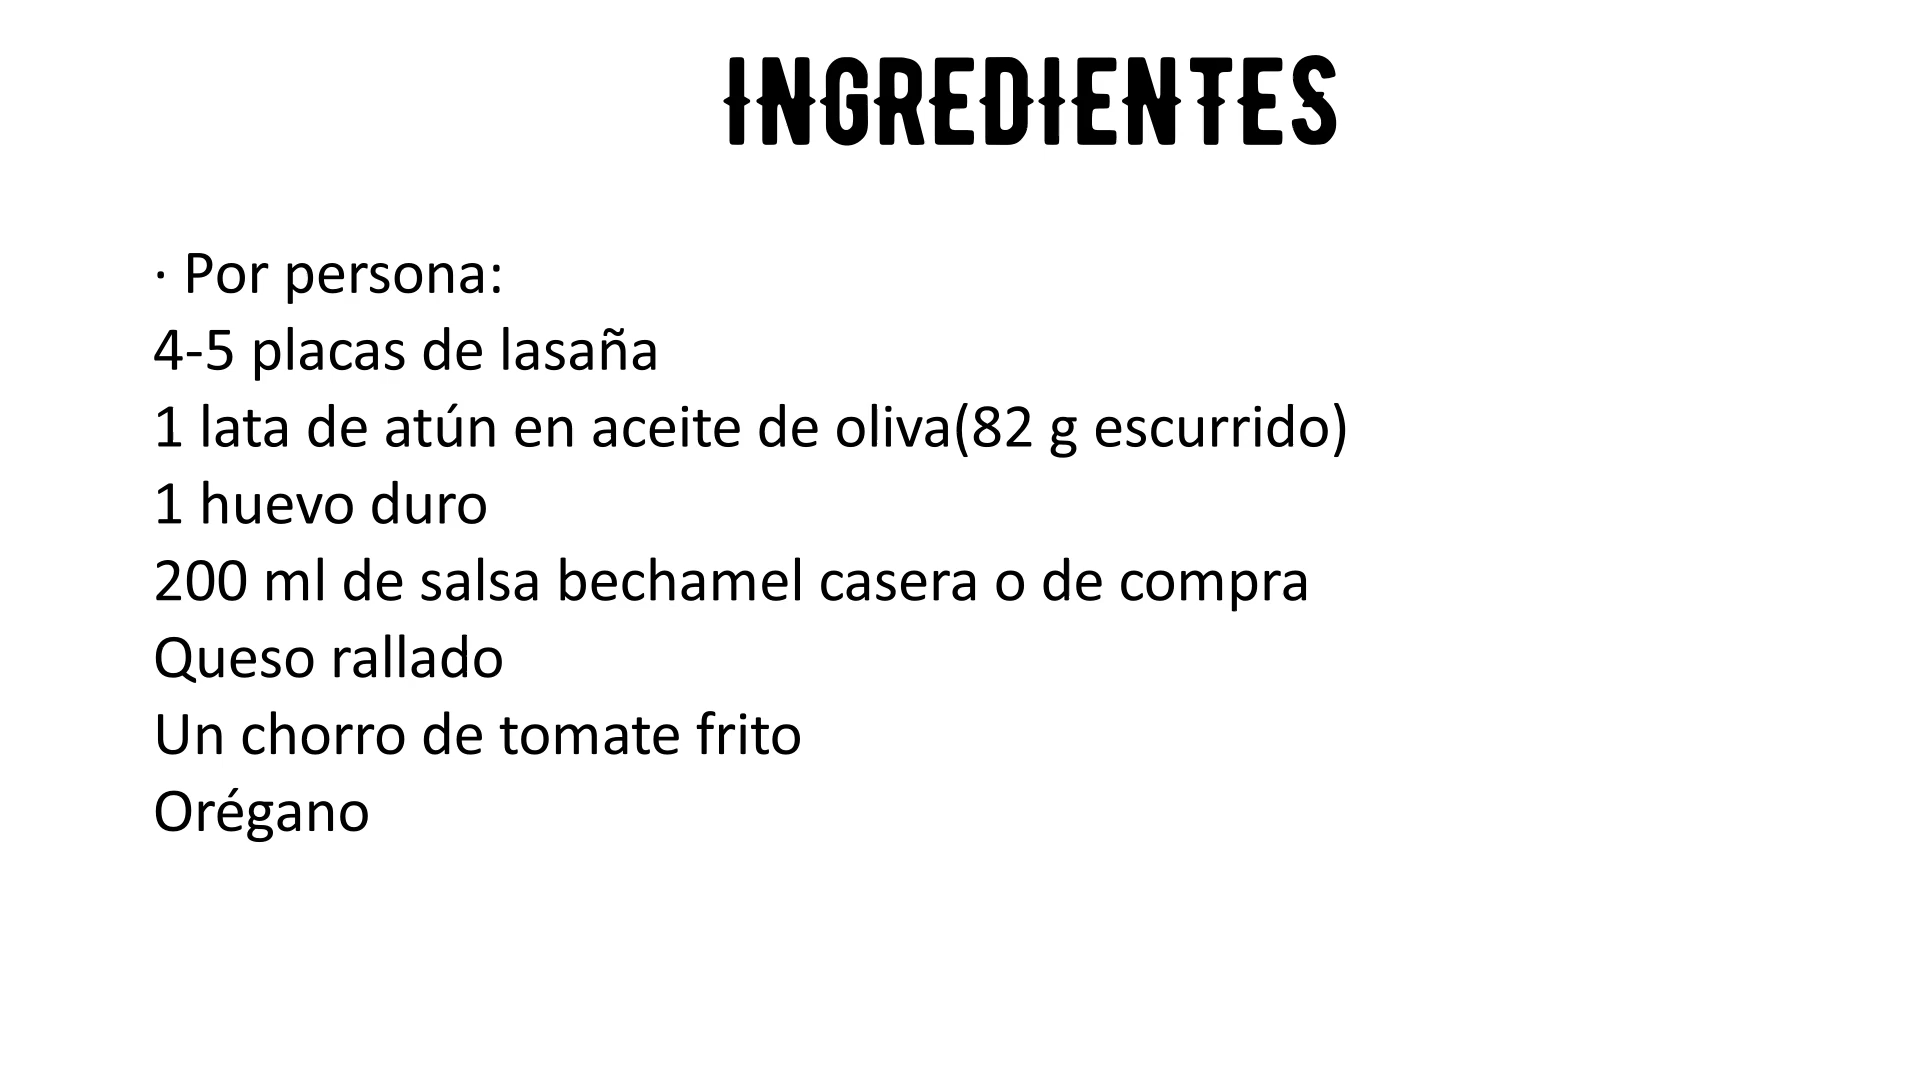 INGREDIENTES
· Por persona:
4-5 placas de lasaña
1 lata de atún en aceite de oliva(82 g escurrido)
1 huevo duro
200 ml de salsa bechamel casera o de compra
Queso rallado
Un chorro de tomate frito
Orégano